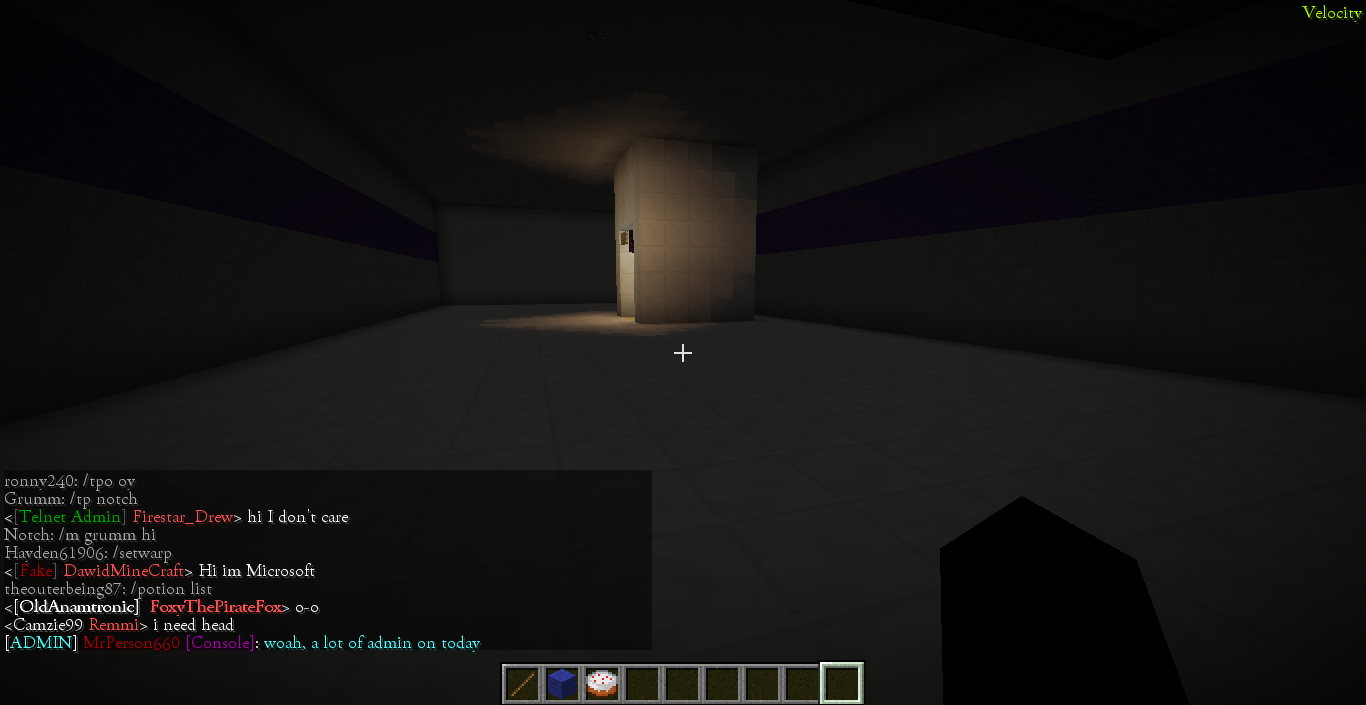 Velocity
ronny240: /tpo oy
Grumm: /tp notch
<[Telnet Admin] Firestar_Drew> hi I don't care
Notch: /m grumm hi
Hayden61906: /setwarp
<[Fake] DawidMineCraft> Hi im Microsoft
theouterbeing87: /potion list
<[OldAnamtronic] FoxyThePirateFox> o-o
<Camzie99 Remmi> i need head
[ADMIN] MrPerson660 [Console]: woah, a lot of admin on today